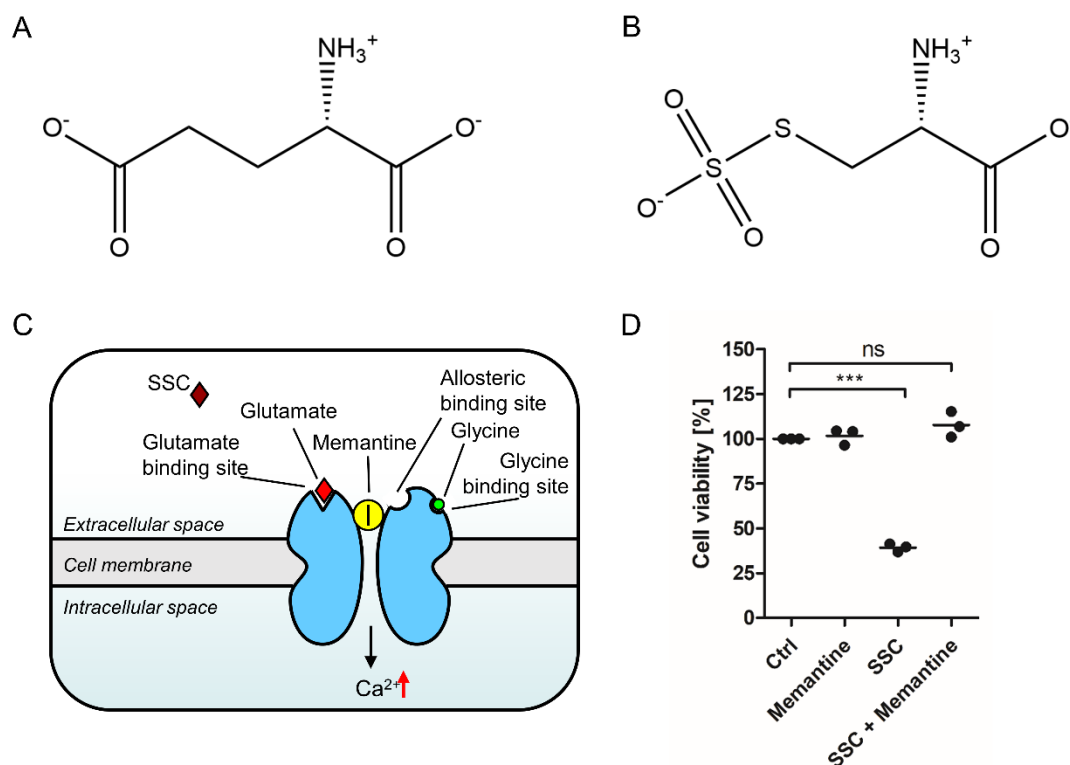 A
NH₃⁺
O⁻
O⁻
O
O
B
NH₃⁺
O
S
O
S
O⁻
O
O
C
SSC
Glutamate
Glutamate
binding site
Memantine
Allosteric
binding site
Glycine
Glycine
binding site
Extracellular space
Cell membrane
Intracellular space
Ca²⁺
D
Cell viability [%]
150
125
100
75
50
25
0
ns
***
Ctrl
Memantine
SSC
SSC + Memantine